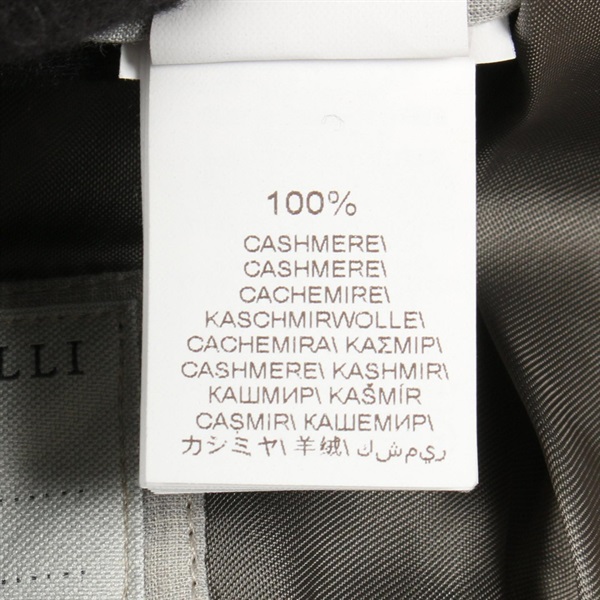 100%
CASHMERE\
CASHMERE\
CACHEMIRE\
KASCHMIRWOLLE\
CACHEMIRA\ ΚΑΣΜΙΡ\
CASHMERE\ KASHMIR\
КАШМИР\ KAŠMÍR
CAŞMIR\ КАШЕМИР\
カシミヤ\ 羊绒\ ك ش م ير
LLI